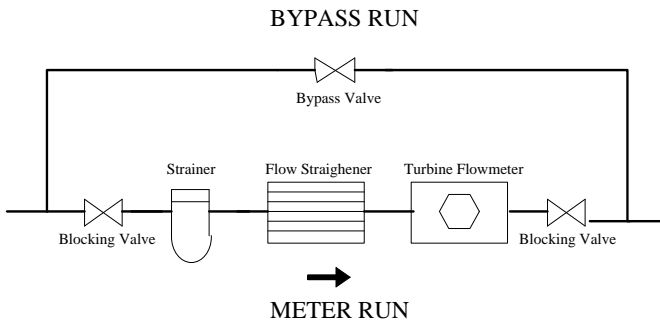 BYPASS RUN
Bypass Valve
Strainer
Flow Straighener
Turbine Flowmeter
Blocking Valve
Blocking Valve
METER RUN